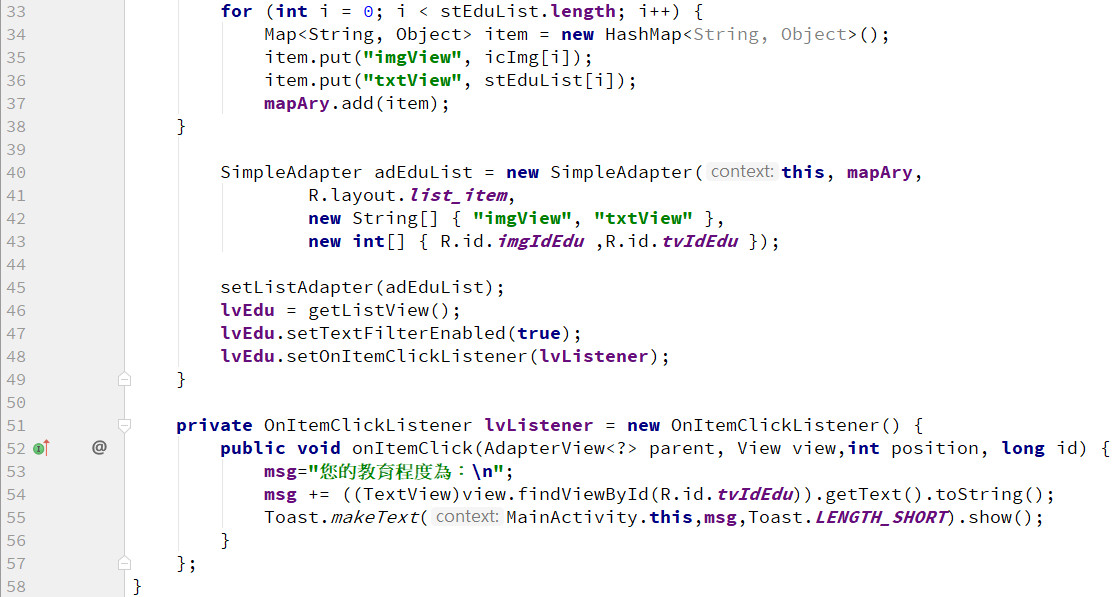 33 for (int i = 0; i < stEduList.length; i++) {
34 Map<String, Object> item = new HashMap<String, Object>();
35 item.put("imgView", icImg[i]);
36 item.put("txtView", stEduList[i]);
37 mapAry.add(item);
38 }
39
40 SimpleAdapter adEduList = new SimpleAdapter( context: this, mapAry,
41 R.layout.list_item,
42 new String[] { "imgView", "txtView" },
43 new int[] { R.id.imgIdEdu ,R.id.tvIdEdu });
44
45 setListAdapter(adEduList);
46 lvEdu = getListView();
47 lvEdu.setTextFilterEnabled(true);
48 lvEdu.setOnItemClickListener(lvListener);
49 }
50
51 private OnItemClickListener lvListener = new OnItemClickListener() {
52 @ public void onItemClick(AdapterView<?> parent, View view,int position, long id) {
53 msg="您的教育程度為：\n";
54 msg += ((TextView)view.findViewById(R.id.tvIdEdu)).getText().toString();
55 Toast.makeText( context: MainActivity.this,msg,Toast.LENGTH_SHORT).show();
56 }
57 };
58 }